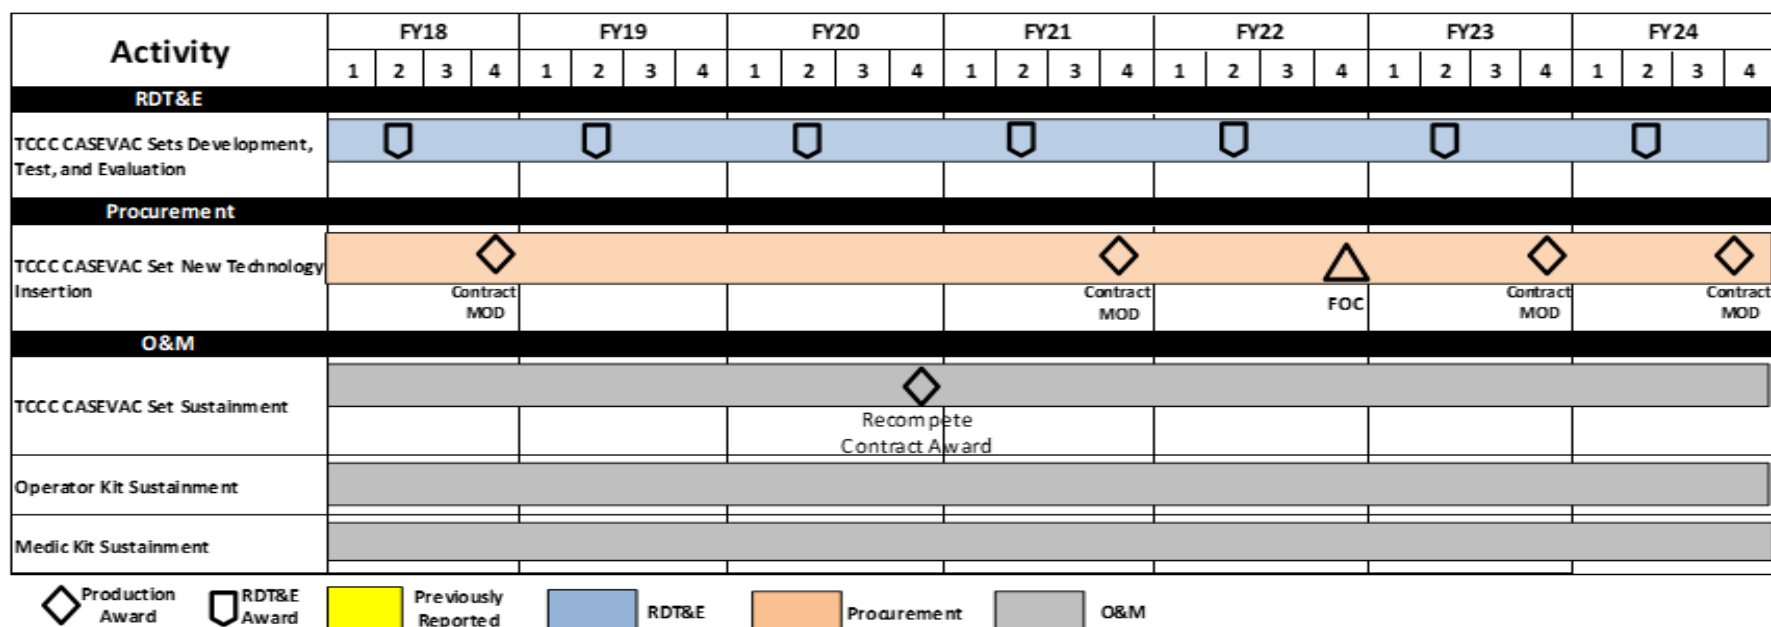 Activity
FY18 FY19 FY20 FY21 FY22 FY23 FY24
1 2 3 4 1 2 3 4 1 2 3 4 1 2 3 4 1 2 3 4 1 2 3 4 1 2 3 4
RDT&E
TCCC CASEVAC Sets Development,
Test, and Evaluation
Procurement
TCCC CASEVAC Set New Technology
Insertion
Contract
MOD
Contract
MOD
FOC
Contract
MOD
Contract
MOD
O&M
TCCC CASEVAC Set Sustainment
Recompete
Contract Award
Operator Kit Sustainment
Medic Kit Sustainment
Production
Award
RDT&E
Award
Previously
Reported
RDT&E
Procurement
O&M